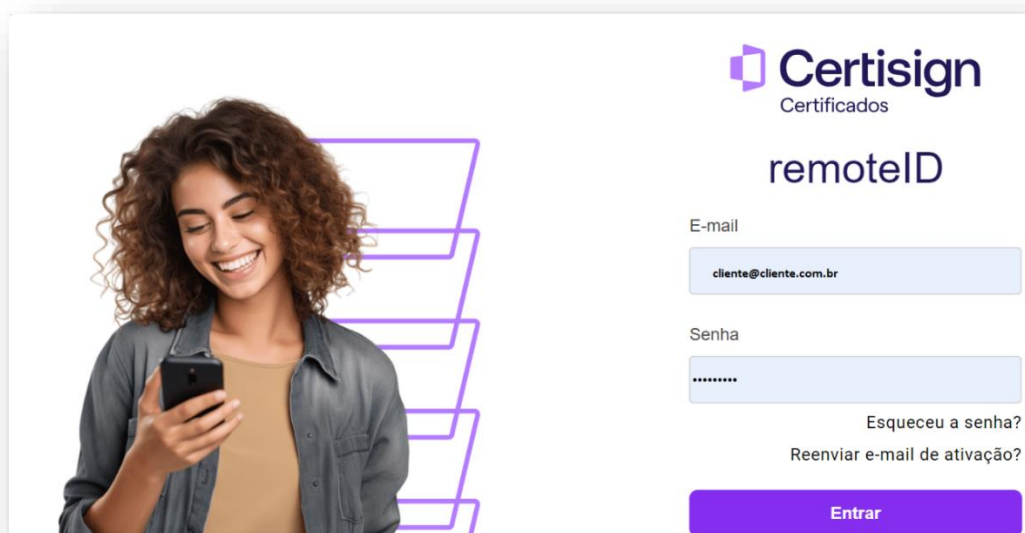 Certisign
Certificados
remoteID
E-mail
cliente@cliente.com.br
Senha
•••••••••
Esqueceu a senha?
Reenviar e-mail de ativação?
Entrar